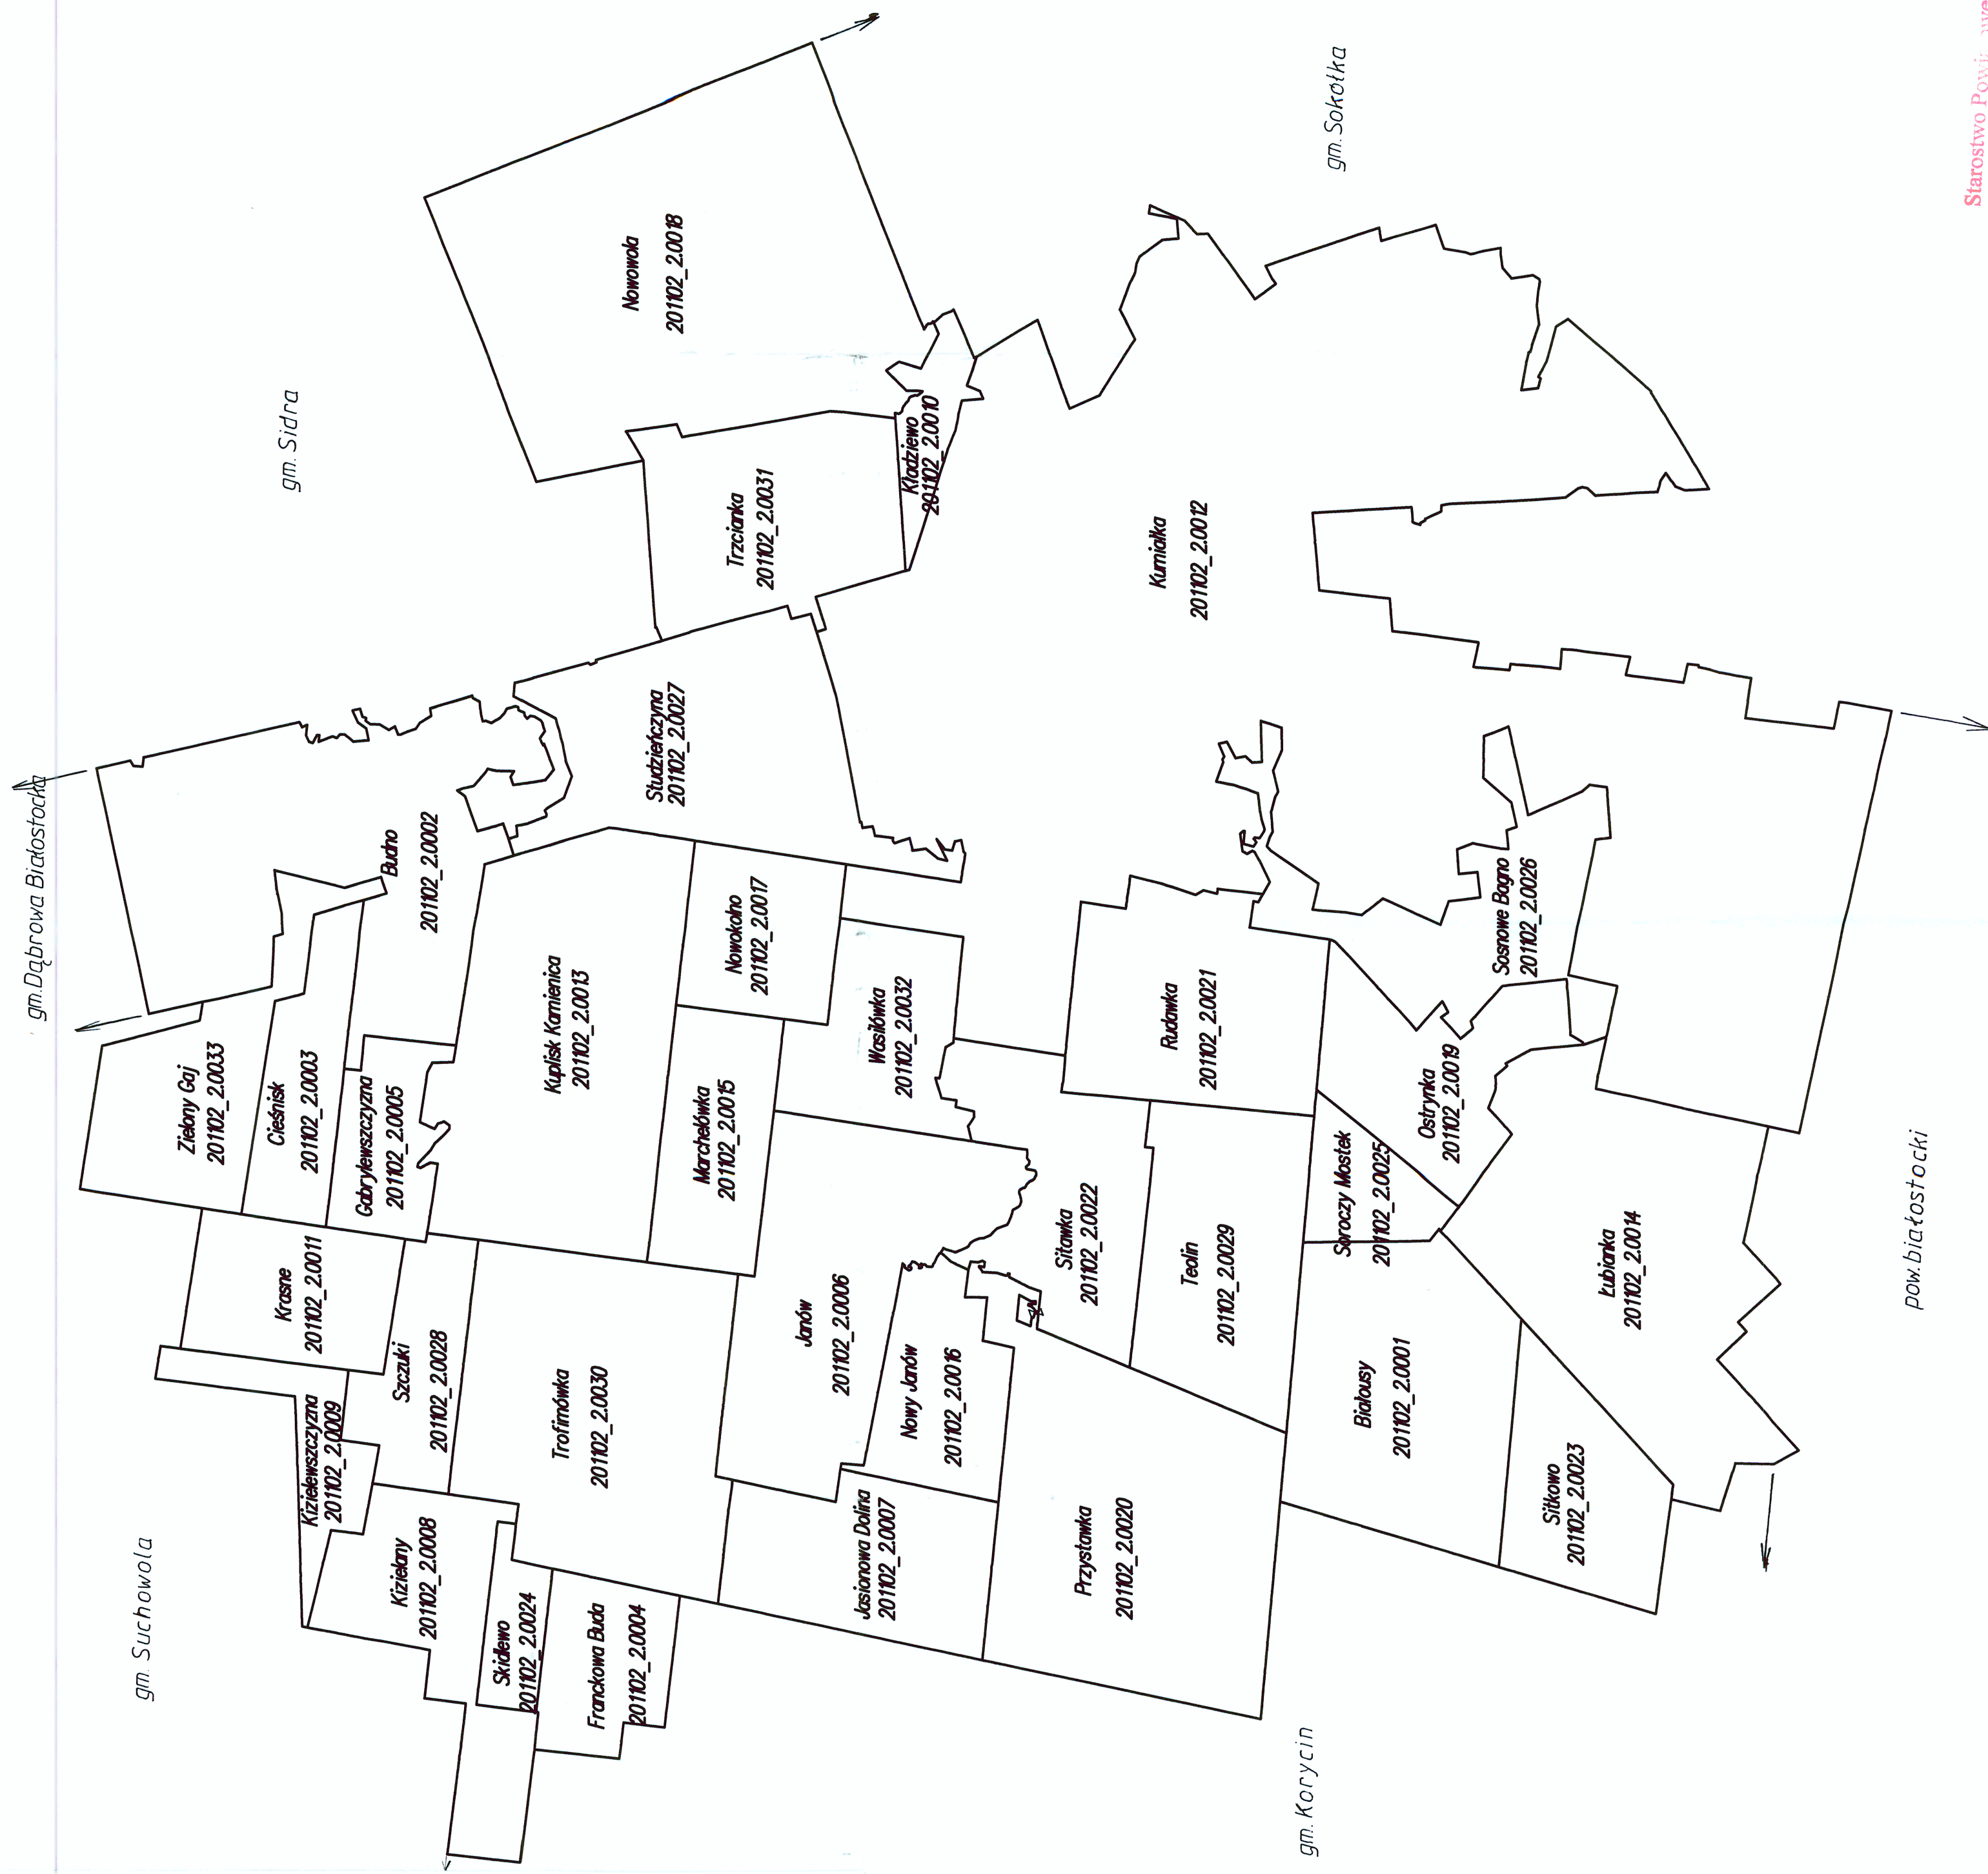 gm. Suchowola
gm. Dąbrowa Białostocka
gm. Sidra
gm. Sokółka
gm. Korycin
pow. białostocki
Zielony Gaj
201102_2.0033
Cieśnisk
201102_2.0003
Gabrylewszczyzna
201102_2.0005
Budno
201102_2.0002
Krasne
201102_2.0011
Szczuki
201102_2.0028
Kizielewszczyzna
201102_2.0009
Kizielany
201102_2.0008
Skidlewo
201102_2.0024
Franckowa Buda
201102_2.0004
Trofimówka
201102_2.0030
Kuplisk Kamienica
201102_2.0013
Studzieńczyna
201102_2.0027
Nowowola
201102_2.0018
Trzcianka
201102_2.0031
Kładziewo
201102_2.0010
Nowokolno
201102_2.0017
Marchelówka
201102_2.0015
Wasilówka
201102_2.0032
Janów
201102_2.0006
Nowy Janów
201102_2.0016
Jasionowa Dolina
201102_2.0007
Przystawka
201102_2.0020
Sitawka
201102_2.0022
Teolin
201102_2.0029
Rudawka
201102_2.0021
Kumiałka
201102_2.0012
Sosnowe Bagno
201102_2.0026
Ostrynka
201102_2.0019
Soroczy Mostek
201102_2.0025
Białousy
201102_2.0001
Sitkowo
201102_2.0023
Łubianka
201102_2.0014
Starostwo